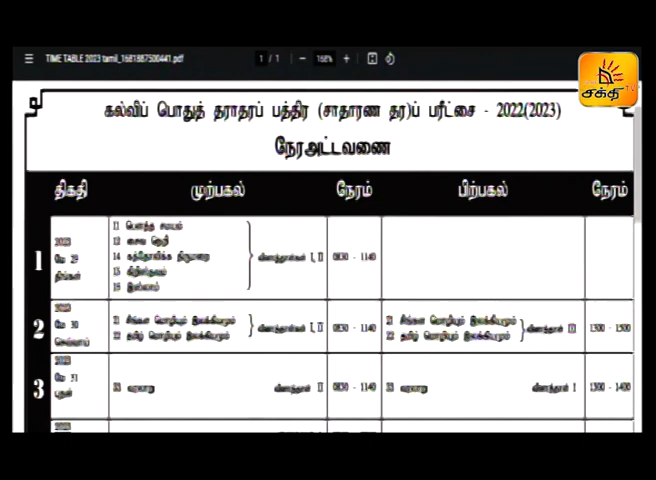 TIME TABLE 2023 tamil_1681887500441.pdf
1 / 1
168%
சக்தி TV
கல்விப் பொதுத் தராதரப் பத்திர (சாதாரண தர)ப் பரீட்சை - 2022(2023)
நேரஅட்டவணை
திகதி முற்பகல் நேரம் பிற்பகல் நேரம்
1
2023
மே 29
திங்கள்
11 பௌத்த சமயம்
12 சைவ நெறி
14 கத்தோலிக்க திருமறை
15 கிறிஸ்தவம்
16 இஸ்லாம்
வினாத்தாள்கள் I, II
0830 - 1140
2
2023
மே 30
செவ்வாய்
21 சிங்கள மொழியும் இலக்கியமும்
22 தமிழ் மொழியும் இலக்கியமும்
வினாத்தாள்கள் I, II
0830 - 1140
21 சிங்கள மொழியும் இலக்கியமும்
22 தமிழ் மொழியும் இலக்கியமும்
வினாத்தாள் III
1300 - 1500
3
2023
மே 31
புதன்
33 வரலாறு வினாத்தாள் II
0830 - 1140
33 வரலாறு வினாத்தாள் I
1300 - 1400
2023